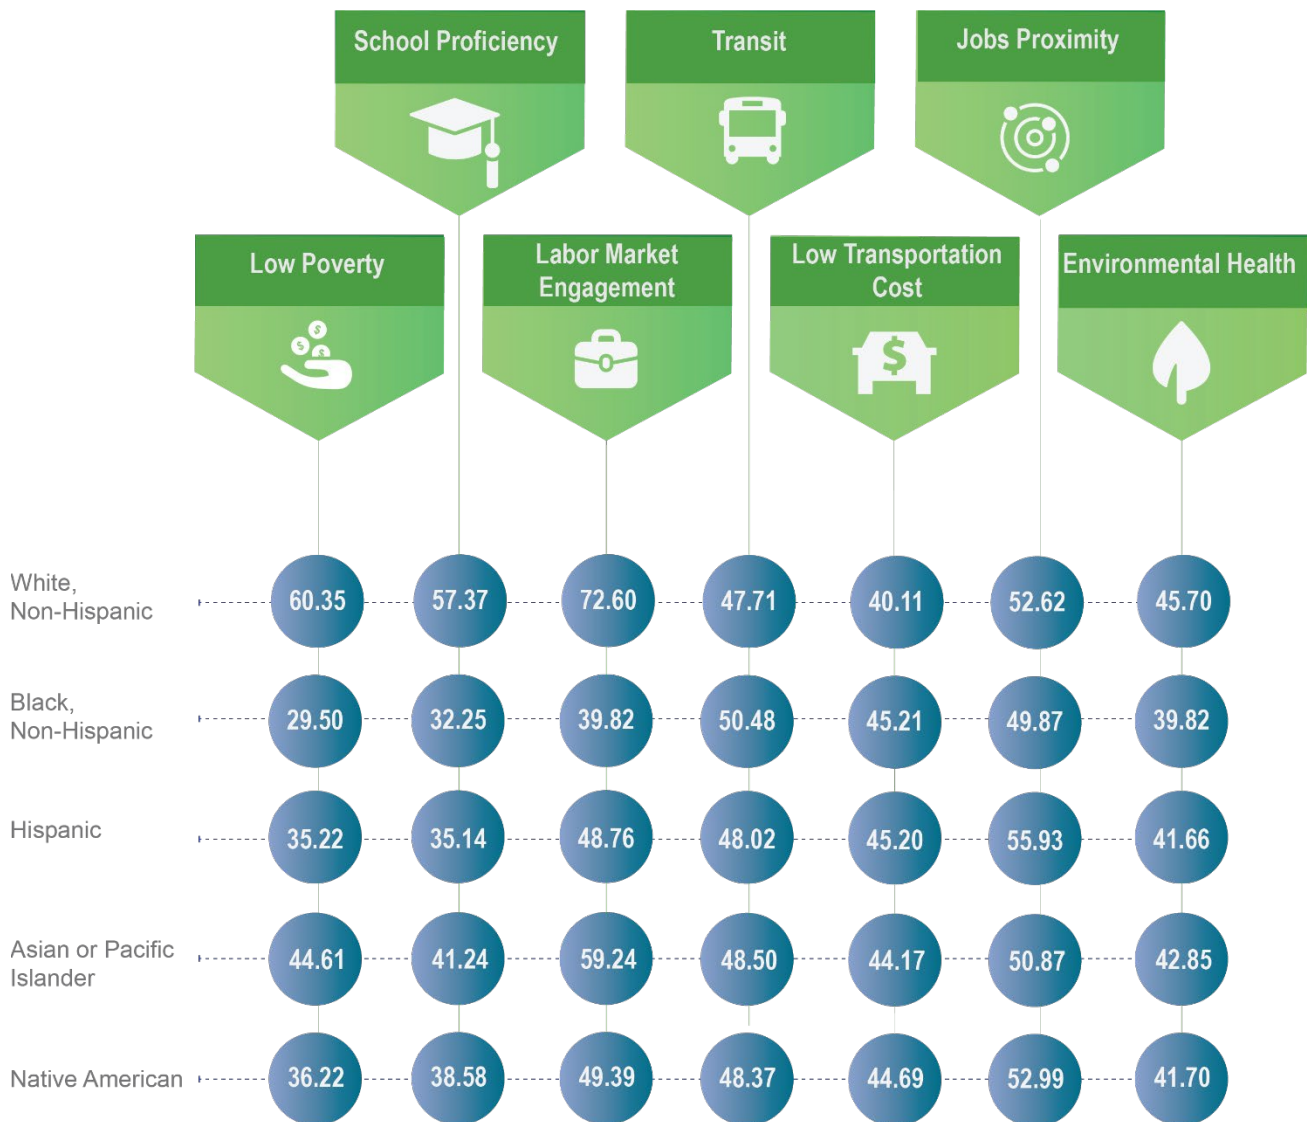 School Proficiency
Transit
Jobs Proximity
Low Poverty
Labor Market
Engagement
Low Transportation
Cost
Environmental Health
$
$
$
$
White,
Non-Hispanic
60.35 57.37 72.60 47.71 40.11 52.62 45.70
Black,
Non-Hispanic
29.50 32.25 39.82 50.48 45.21 49.87 39.82
Hispanic
35.22 35.14 48.76 48.02 45.20 55.93 41.66
Asian or Pacific
Islander
44.61 41.24 59.24 48.50 44.17 50.87 42.85
Native American
36.22 38.58 49.39 48.37 44.69 52.99 41.70